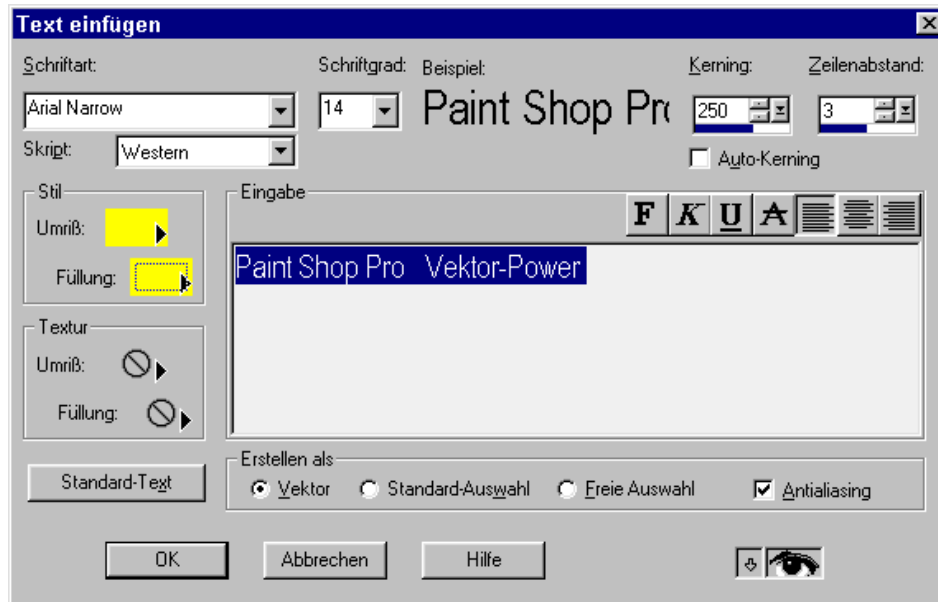 Text einfügen
Schriftart:
Schriftgrad:
Beispiel:
Kerning:
Zeilenabstand:
Arial Narrow
14
Paint Shop Pr
250
3
Skript:
Western
Auto-Kerning
Stil
Umriß:
Füllung:
Eingabe
F K U A
Paint Shop Pro Vektor-Power
Textur
Umriß:
Füllung:
Standard-Text
Erstellen als
Vektor
Standard-Auswahl
Freie Auswahl
Antialiasing
OK
Abbrechen
Hilfe